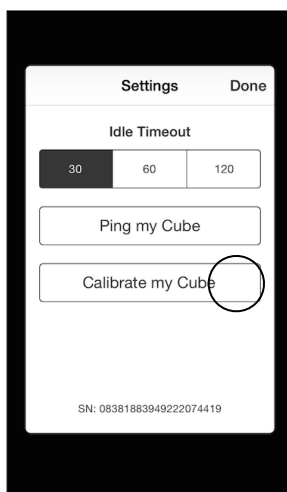 Settings Done
Idle Timeout
30 60 120
Ping my Cube
Calibrate my Cube
SN: 08381883949222074419